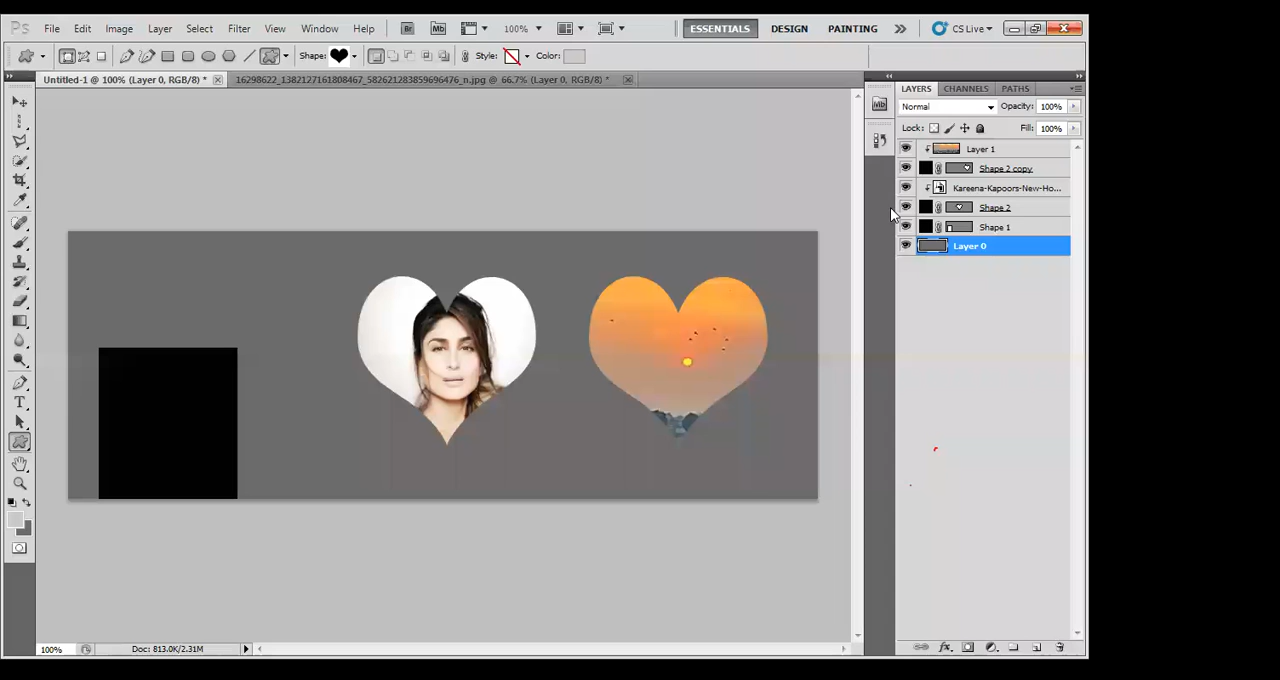 Ps File Edit Image Layer Select Filter View Window Help Br Mb 100% ESSENTIALS DESIGN PAINTING CS Live
Shape: Style: Color:
Untitled-1 @ 100% (Layer 0, RGB/8) * 16298622_1382127161808467_582621283859696476_n.jpg @ 66.7% (Layer 0, RGB/8) *
LAYERS CHANNELS PATHS
Mb
Normal Opacity: 100%
Lock: Fill: 100%
Layer 1
Shape 2 copy
Kareena-Kapoors-New-Ho...
Shape 2
Shape 1
Layer 0
T
100% Doc: 813.0K/2.31M
fx